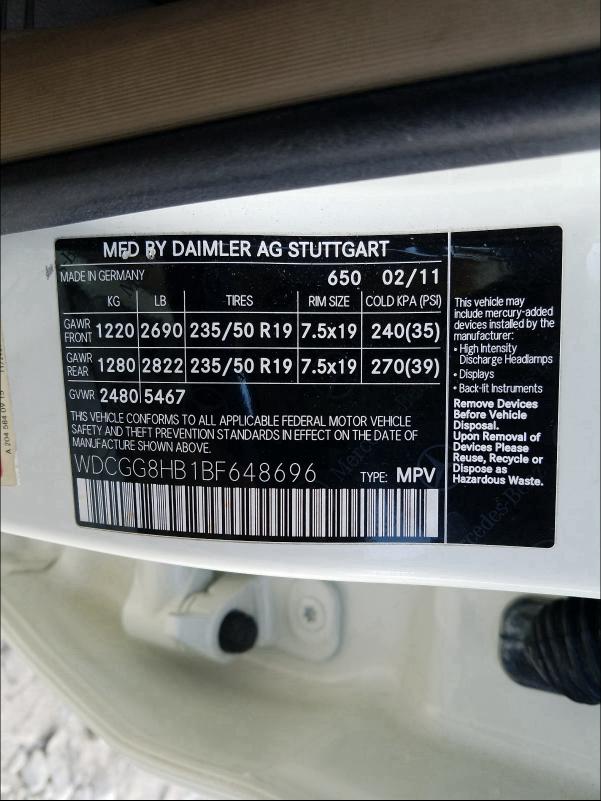 MFD BY DAIMLER AG STUTTGART
MADE IN GERMANY 650 02/11
KG LB TIRES RIM SIZE COLD KPA (PSI)
GAWR FRONT 1220 2690 235/50 R19 7.5x19 240(35)
GAWR REAR 1280 2822 235/50 R19 7.5x19 270(39)
GVWR 2480 5467
THIS VEHICLE CONFORMS TO ALL APPLICABLE FEDERAL MOTOR VEHICLE
SAFETY AND THEFT PREVENTION STANDARDS IN EFFECT ON THE DATE OF
MANUFACTURE SHOWN ABOVE.
WDCGG8HB1BF648696 TYPE: MPV
This vehicle may
Include mercury-added
devices installed by the
manufacturer:
• High Intensity
Discharge Headlamps
• Displays
• Back-lit Instruments
Remove Devices
Before Vehicle
Disposal.
Upon Removal of
Devices Please
Reuse, Recycle or
Dispose as
Hazardous Waste.
A 204 584 09 15